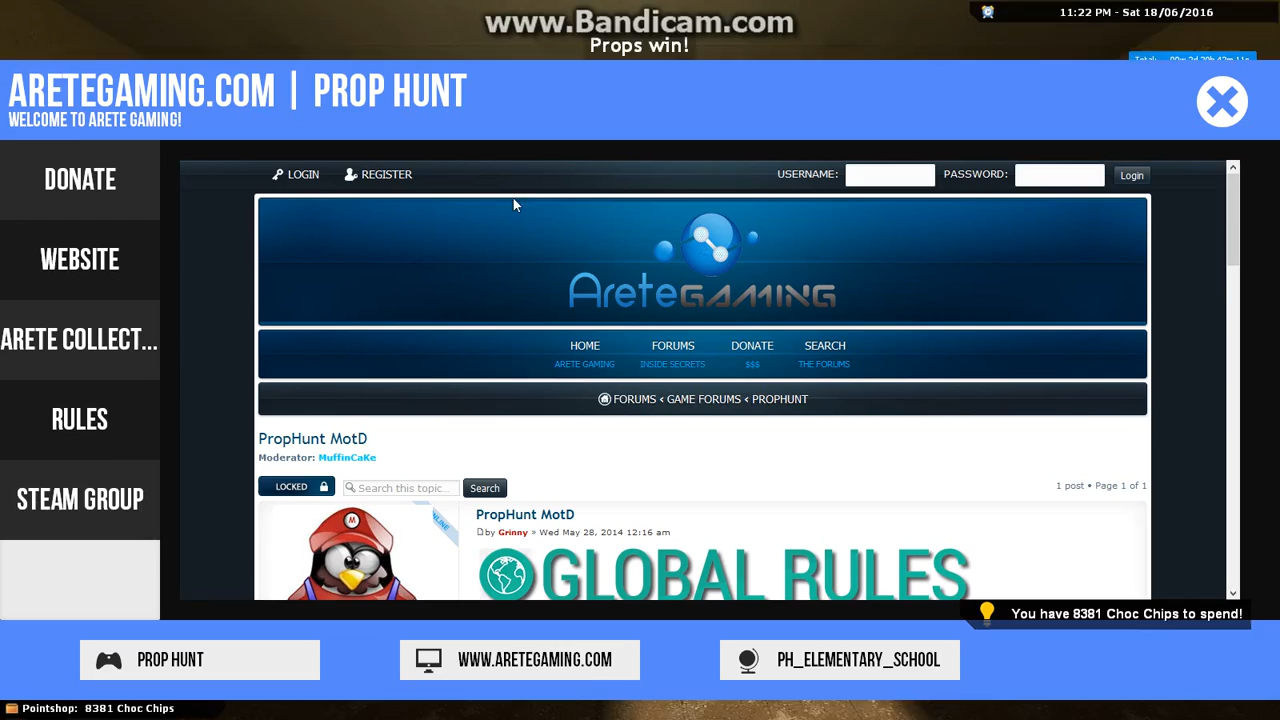 www.Bandicam.com
11:22 PM - Sat 18/06/2016
Props win!
ARETEGAMING.COM | PROP HUNT
WELCOME TO ARETE GAMING!
DONATE
WEBSITE
ARETE COLLECT...
RULES
STEAM GROUP
LOGIN REGISTER USERNAME: PASSWORD: Login
AreteGAMING
HOME FORUMS DONATE SEARCH
ARETE GAMING INSIDE SECRETS $$$ THE FORUMS
FORUMS ‹ GAME FORUMS ‹ PROPHUNT
PropHunt MotD
Moderator: MuffinCaKe
LOCKED Search this topic... Search 1 post • Page 1 of 1
PropHunt MotD
by Grinny » Wed May 28, 2014 12:16 am
ONLINE
M
GLOBAL RULES
You have 8381 Choc Chips to spend!
PROP HUNT WWW.ARETEGAMING.COM PH_ELEMENTARY_SCHOOL
Pointshop: 8381 Choc Chips